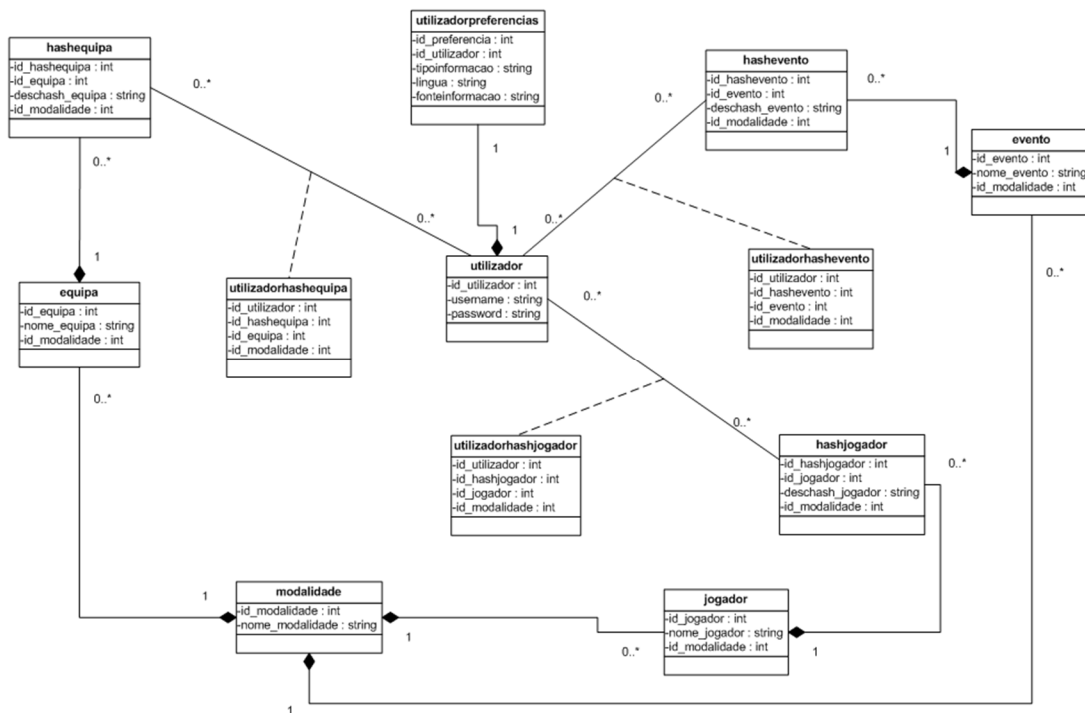 utilizadorpreferencias
-id_preferencia : int
-id_utilizador : int
-tipoinformacao : string
-lingua : string
-fonteinformacao : string
hashequipa
-id_hashequipa : int
-id_equipa : int
-deschash_equipa : string
-id_modalidade : int
hashevento
-id_hashevento : int
-id_evento : int
-deschash_evento : string
-id_modalidade : int
evento
-id_evento : int
-nome_evento : string
-id_modalidade : int
0..*
0..*
0..*
1
1
0..*
0..*
0..*
1
0..*
1
0..*
utilizador
-id_utilizador : int
-username : string
-password : string
utilizadorhashevento
-id_utilizador : int
-id_hashevento : int
-id_evento : int
-id_modalidade : int
equipa
-id_equipa : int
-nome_equipa : string
-id_modalidade : int
utilizadorhashequipa
-id_utilizador : int
-id_hashequipa : int
-id_equipa : int
-id_modalidade : int
0..*
0..*
0..*
0..*
utilizadorhashjogador
-id_utilizador : int
-id_hashjogador : int
-id_jogador : int
-id_modalidade : int
hashjogador
-id_hashjogador : int
-id_jogador : int
-deschash_jogador : string
-id_modalidade : int
modalidade
-id_modalidade : int
-nome_modalidade : string
jogador
-id_jogador : int
-nome_jogador : string
-id_modalidade : int
1
1
0..*
1
1